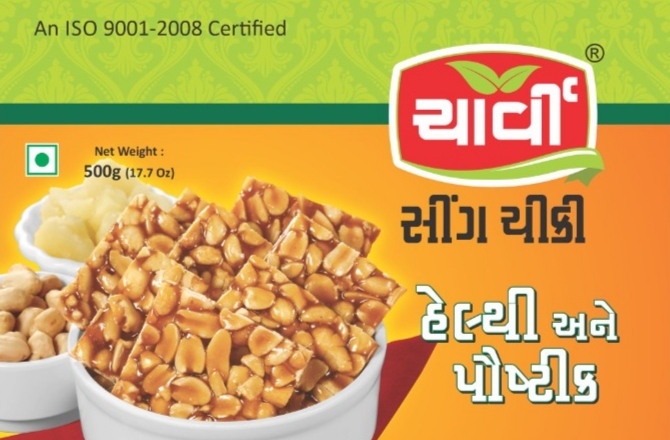 An ISO 9001-2008 Certified
®
ચાર્વી
Net Weight :
500g (17.7 Oz)
સીંગ ચીક્રી
હેલ્થી અને
પૌષ્ટીક